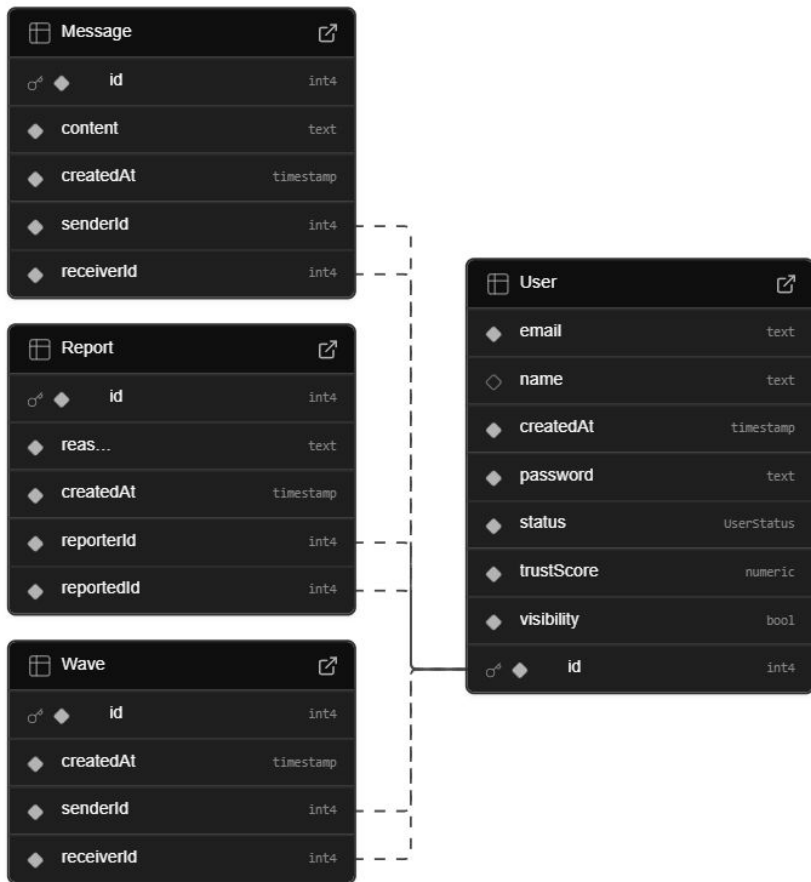 Message
id int4
content text
createdAt timestamp
senderId int4
receiverId int4
Report
id int4
reas... text
createdAt timestamp
reporterId int4
reportedId int4
Wave
id int4
createdAt timestamp
senderId int4
receiverId int4
User
email text
name text
createdAt timestamp
password text
status UserStatus
trustScore numeric
visibility bool
id int4